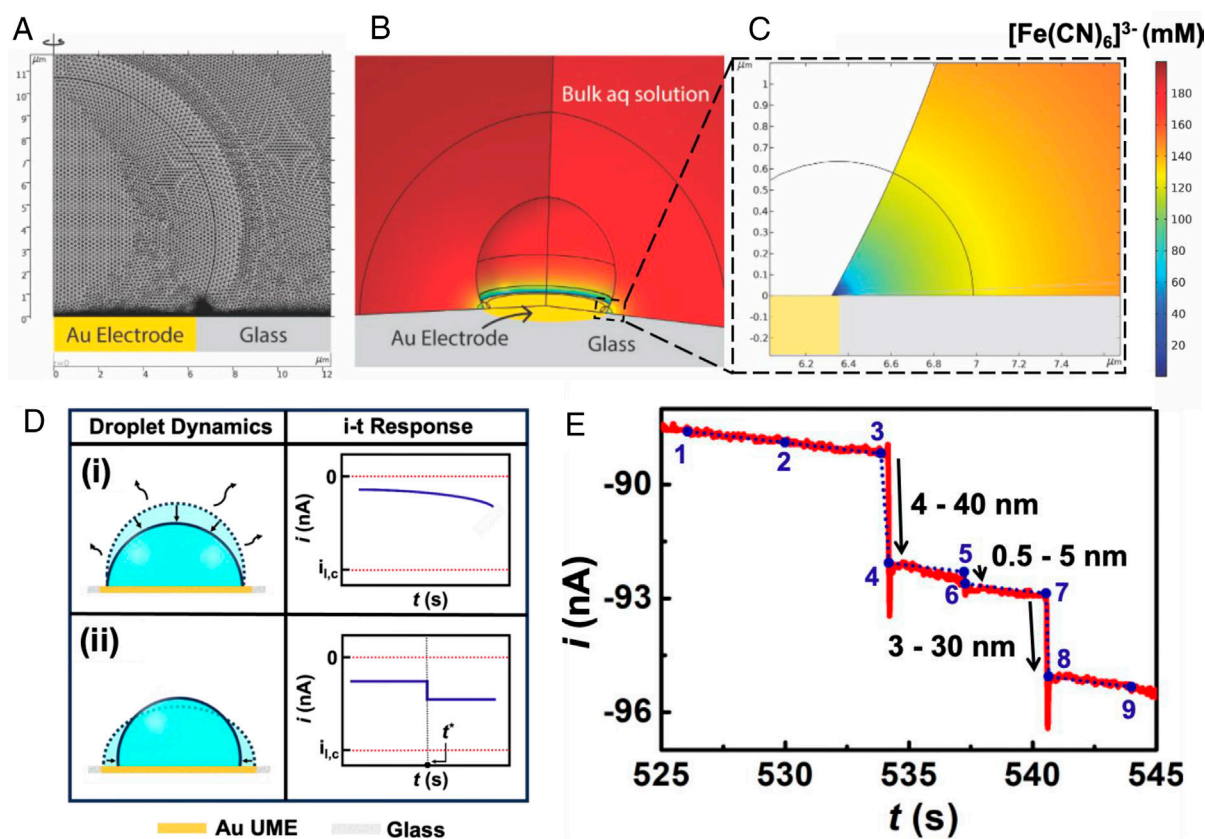 A
B
C
[Fe(CN)₆]³⁻ (mM)
µm
11
10
9
8
7
6
5
4
3
2
1
0
Au Electrode
Glass
µm
0
2
4
6
8
10
12
Bulk aq solution
Au Electrode
Glass
µm
1
0.9
0.8
0.7
0.6
0.5
0.4
0.3
0.2
0.1
0
-0.1
-0.2
6.2
6.4
6.6
6.8
7
7.2
7.4
µm
180
160
140
120
100
80
60
40
20
D
Droplet Dynamics
i-t Response
(i)
0
i (nA)
i_l,c
t (s)
(ii)
0
i (nA)
i_l,c
t*
t (s)
Au UME
Glass
E
i (nA)
-90
-93
-96
1
2
3
4
5
6
7
8
9
4 - 40 nm
0.5 - 5 nm
3 - 30 nm
525
530
535
540
545
t (s)